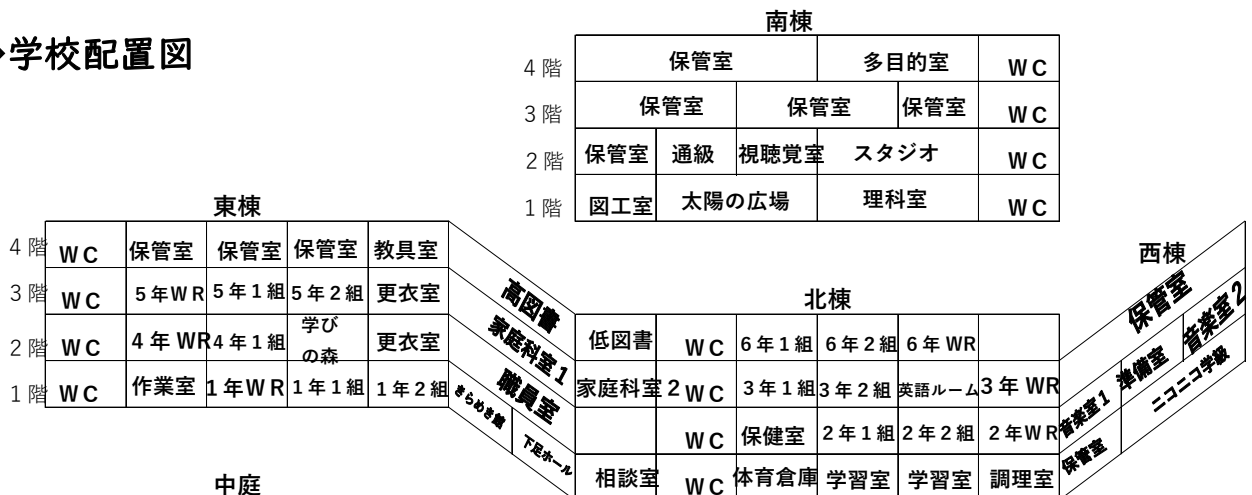 学校配置図
南棟
4階 保管室 多目的室 WC
3階 保管室 保管室 保管室 WC
2階 保管室 通級 視聴覚室 スタジオ WC
1階 図工室 太陽の広場 理科室 WC
東棟
4階 WC 保管室 保管室 保管室 教具室
3階 WC 5年WR 5年1組 5年2組 更衣室
2階 WC 4年WR 4年1組 学びの森 更衣室
1階 WC 作業室 1年WR 1年1組 1年2組
高図書
家庭科室1
職員室
きらめき館 下足ホール
中庭
北棟
低図書 WC 6年1組 6年2組 6年WR
家庭科室2 WC 3年1組 3年2組 英語ルーム 3年WR
WC 保健室 2年1組 2年2組 2年WR
相談室 WC 体育倉庫 学習室 学習室 調理室
西棟
保管室
音楽室1 準備室 音楽室2
保管室 ニコニコ学級